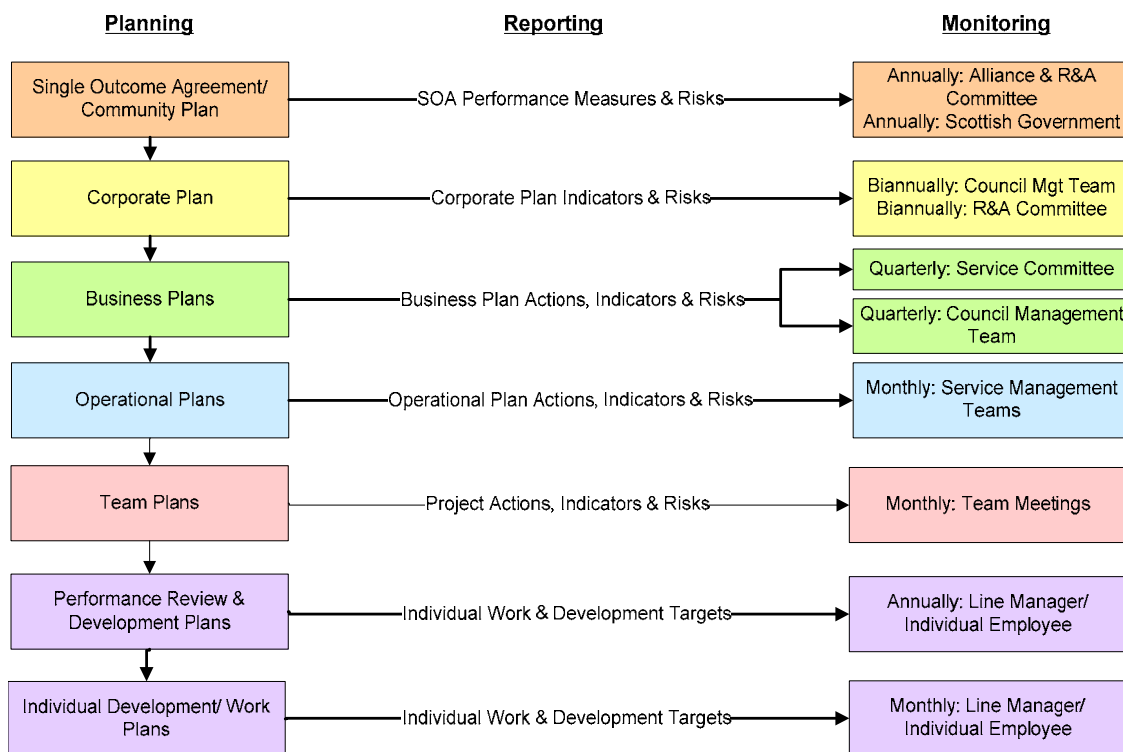 Planning
Reporting
Monitoring
Single Outcome Agreement/
Community Plan
SOA Performance Measures & Risks
Annually: Alliance & R&A
Committee
Annually: Scottish Government
Corporate Plan
Corporate Plan Indicators & Risks
Biannually: Council Mgt Team
Biannually: R&A Committee
Business Plans
Business Plan Actions, Indicators & Risks
Quarterly: Service Committee
Quarterly: Council Management
Team
Operational Plans
Operational Plan Actions, Indicators & Risks
Monthly: Service Management
Teams
Team Plans
Project Actions, Indicators & Risks
Monthly: Team Meetings
Performance Review &
Development Plans
Individual Work & Development Targets
Annually: Line Manager/
Individual Employee
Individual Development/ Work
Plans
Individual Work & Development Targets
Monthly: Line Manager/
Individual Employee